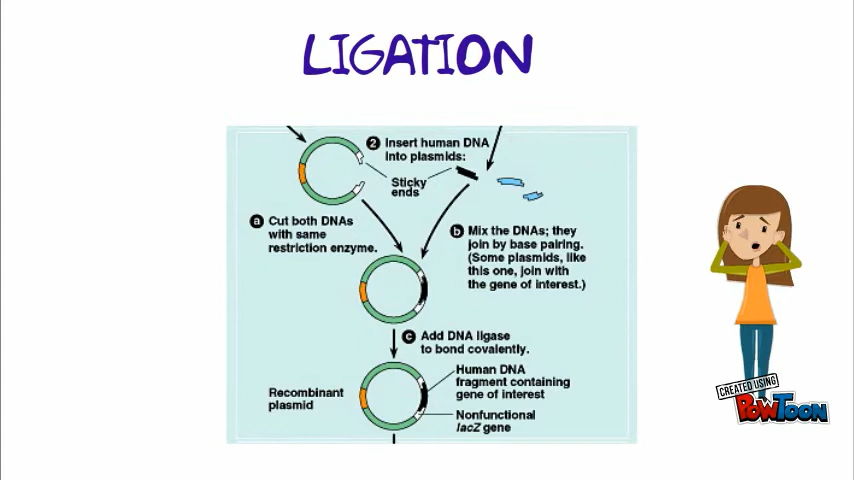 LIGATION
2 Insert human DNA
into plasmids:
Sticky
ends
a Cut both DNAs
with same
restriction enzyme.
b Mix the DNAs; they
join by base pairing.
(Some plasmids, like
this one, join with
the gene of interest.)
c Add DNA ligase
to bond covalently.
Recombinant
plasmid
Human DNA
fragment containing
gene of interest
Nonfunctional
lacZ gene
CREATED USING
POWTOON